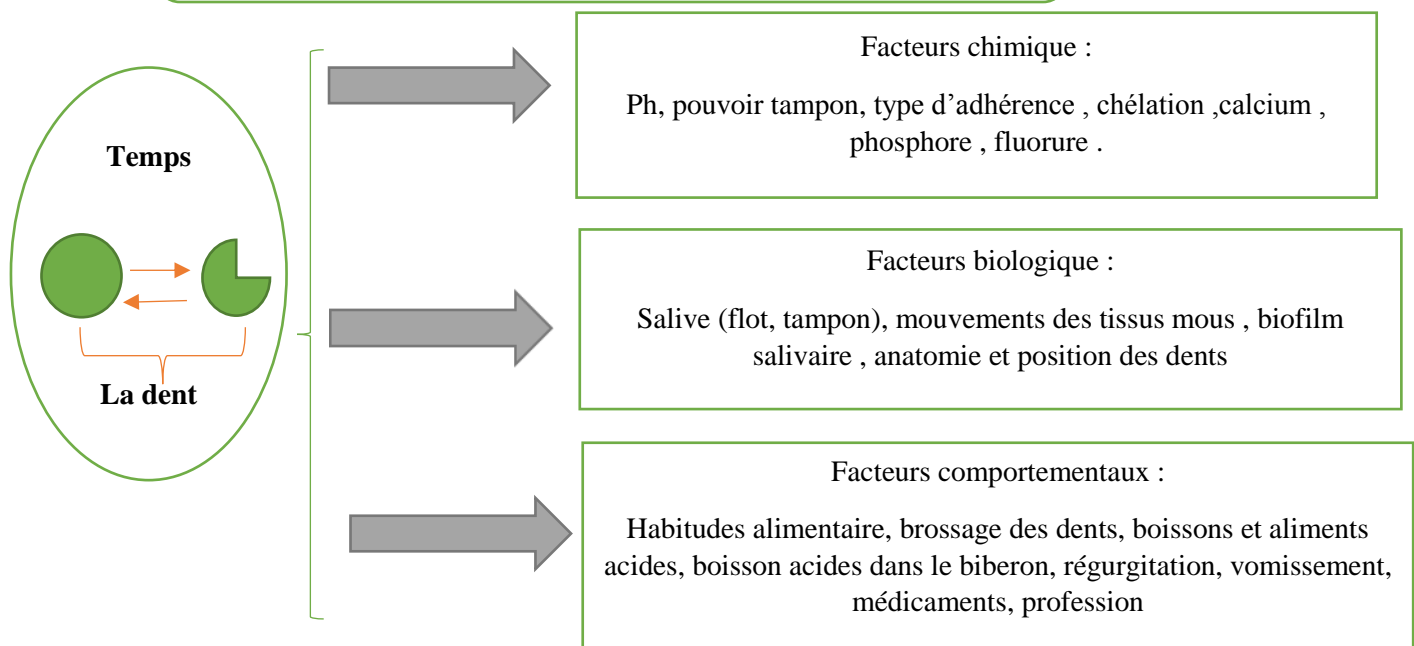 Temps
La dent
Facteurs chimique :
Ph, pouvoir tampon, type d’adhérence , chélation ,calcium ,
phosphore , fluorure .
Facteurs biologique :
Salive (flot, tampon), mouvements des tissus mous , biofilm
salivaire , anatomie et position des dents
Facteurs comportementaux :
Habitudes alimentaire, brossage des dents, boissons et aliments
acides, boisson acides dans le biberon, régurgitation, vomissement,
médicaments, profession